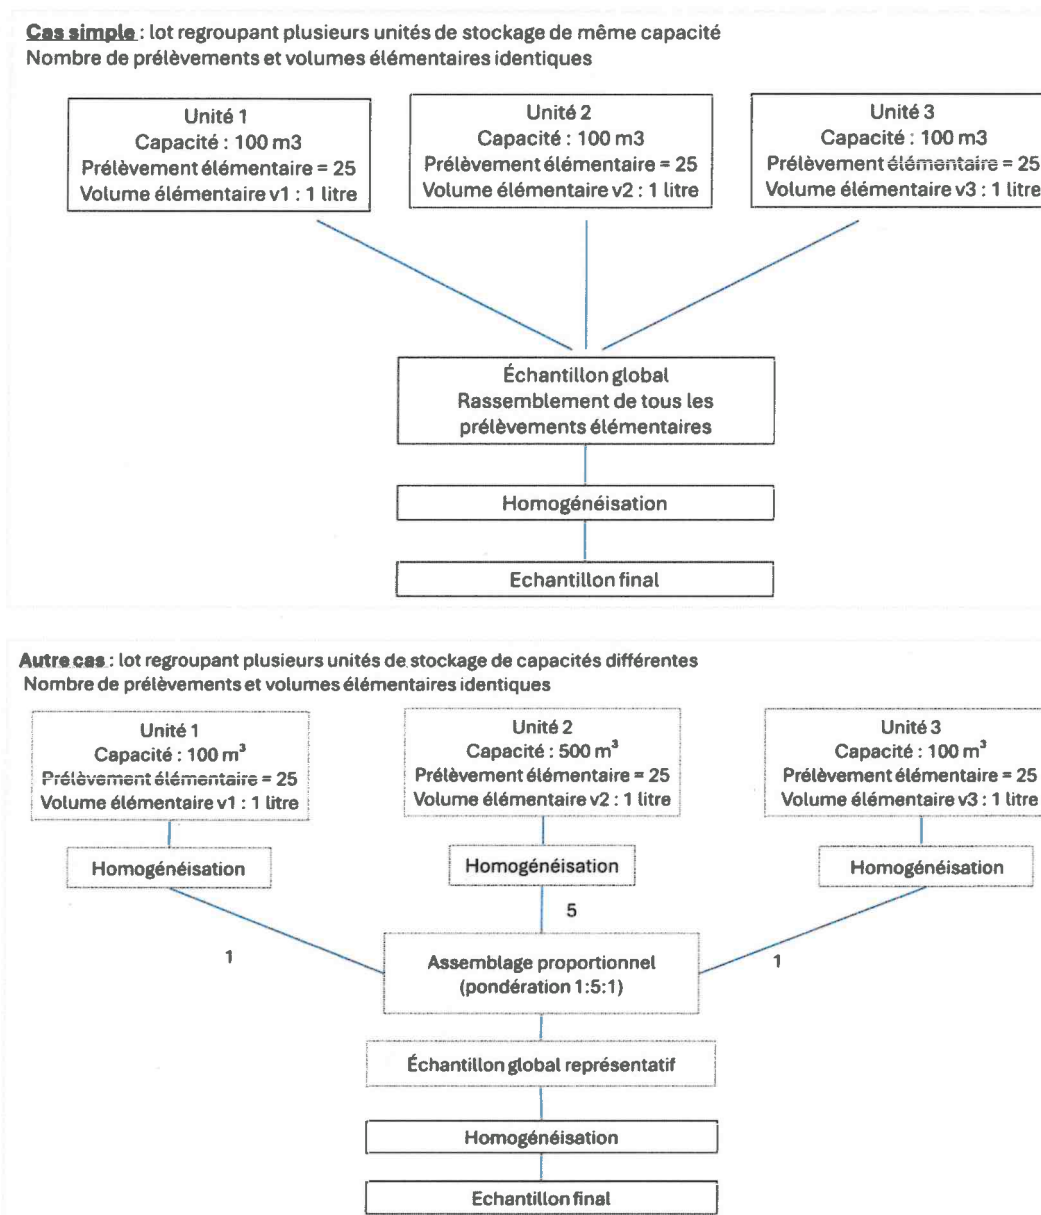 Cas simple : lot regroupant plusieurs unités de stockage de même capacité
Nombre de prélèvements et volumes élémentaires identiques
Unité 1
Capacité : 100 m3
Prélèvement élémentaire = 25
Volume élémentaire v1 : 1 litre
Unité 2
Capacité : 100 m3
Prélèvement élémentaire = 25
Volume élémentaire v2 : 1 litre
Unité 3
Capacité : 100 m3
Prélèvement élémentaire = 25
Volume élémentaire v3 : 1 litre
Échantillon global
Rassemblement de tous les
prélèvements élémentaires
Homogénéisation
Echantillon final
Autre cas : lot regroupant plusieurs unités de stockage de capacités différentes
Nombre de prélèvements et volumes élémentaires identiques
Unité 1
Capacité : 100 m³
Prélèvement élémentaire = 25
Volume élémentaire v1 : 1 litre
Unité 2
Capacité : 500 m³
Prélèvement élémentaire = 25
Volume élémentaire v2 : 1 litre
Unité 3
Capacité : 100 m³
Prélèvement élémentaire = 25
Volume élémentaire v3 : 1 litre
Homogénéisation
Homogénéisation
Homogénéisation
1
5
1
Assemblage proportionnel
(pondération 1:5:1)
Échantillon global représentatif
Homogénéisation
Echantillon final